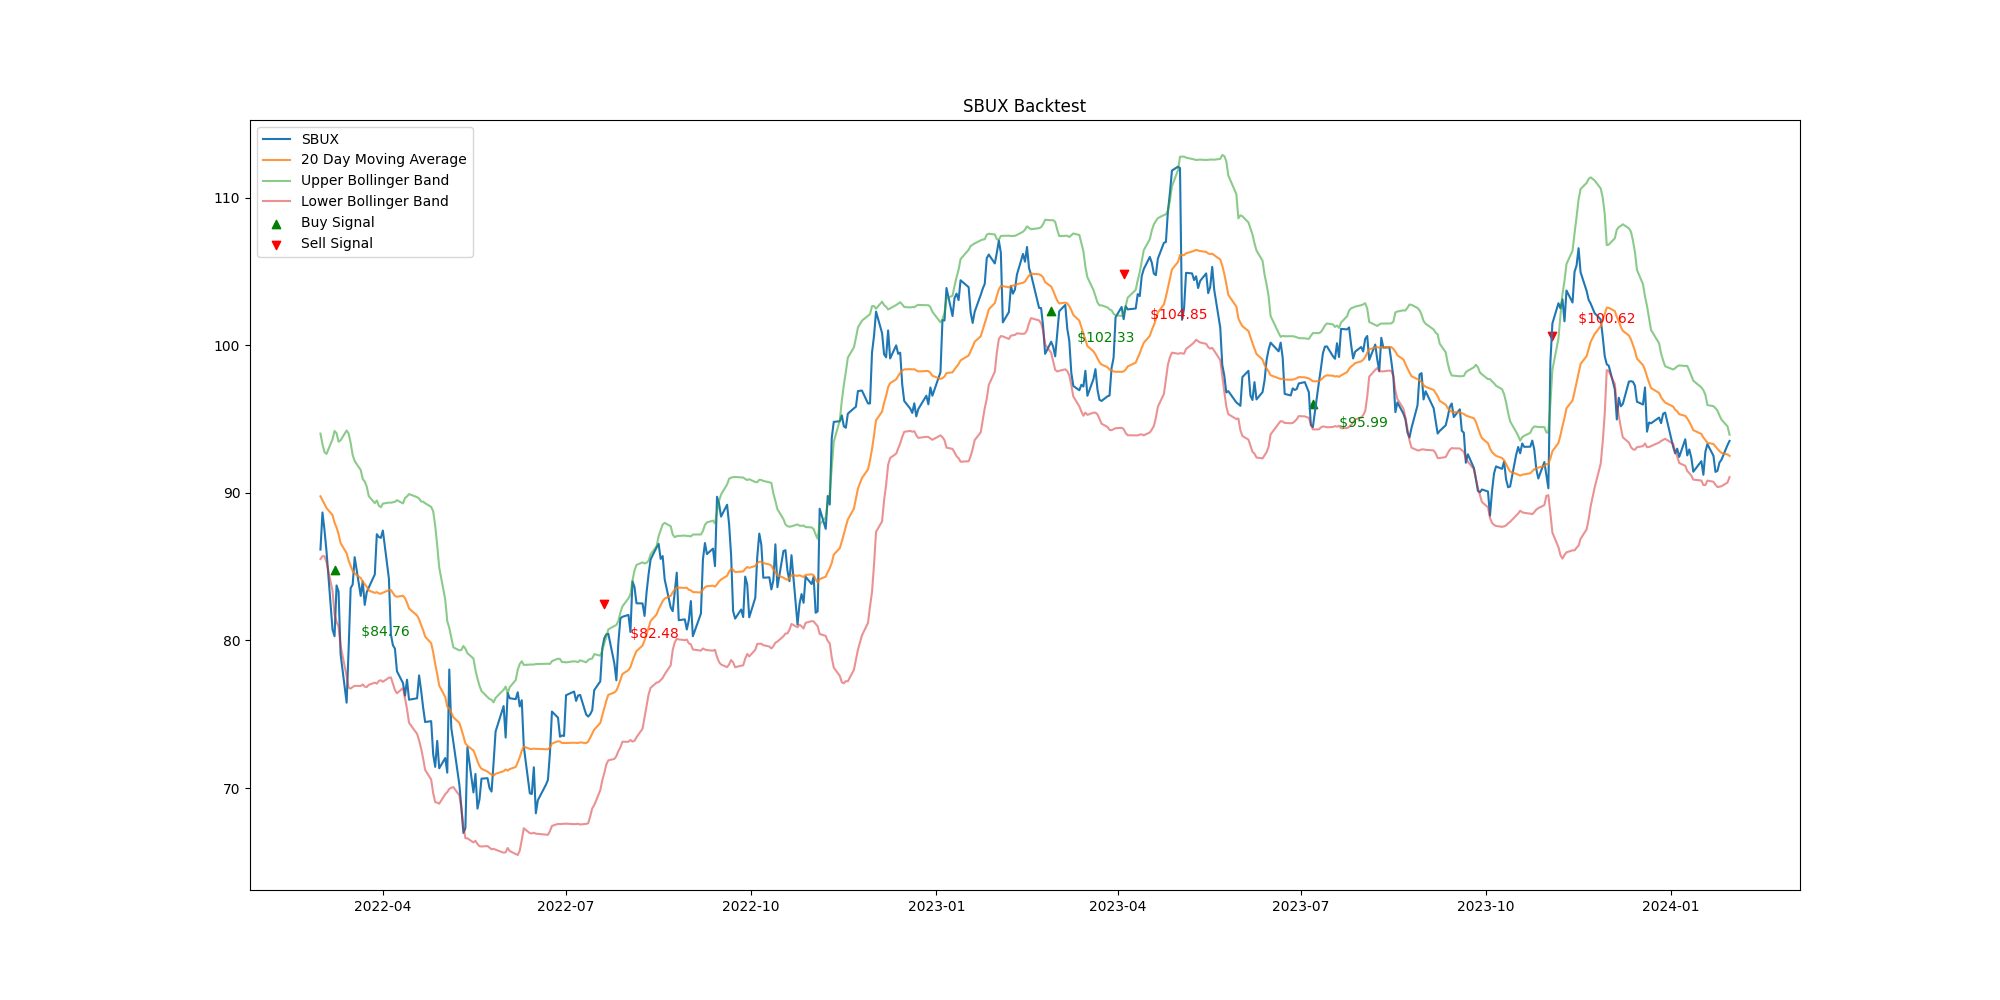 SBUX Backtest
SBUX
20 Day Moving Average
Upper Bollinger Band
Lower Bollinger Band
Buy Signal
Sell Signal
110
100
90
80
70
$84.76
$82.48
$102.33
$104.85
$95.99
$100.62
2022-04
2022-07
2022-10
2023-01
2023-04
2023-07
2023-10
2024-01